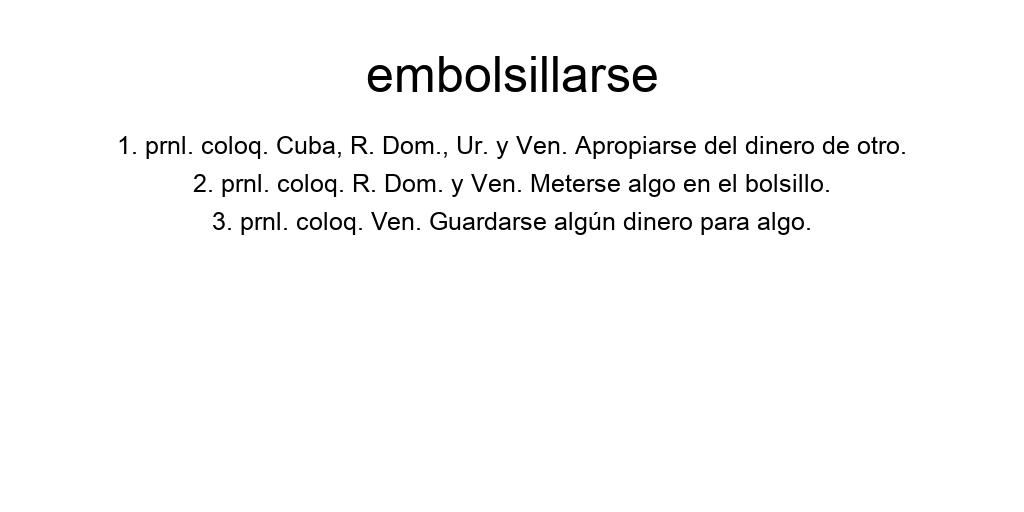 embolsillarse
1. prnl. coloq. Cuba, R. Dom., Ur. y Ven. Apropiarse del dinero de otro.
2. prnl. coloq. R. Dom. y Ven. Meterse algo en el bolsillo.
3. prnl. coloq. Ven. Guardarse algún dinero para algo.